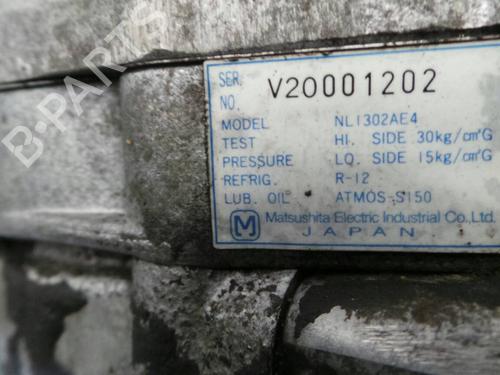 SER. NO. V20001202
MODEL NL1302AE4
TEST HI. SIDE 30kg/cm²G
PRESSURE LO. SIDE 15kg/cm²G
REFRIG. R-12
LUB. OIL ATMOS-S150
M Matsushita Electric Industrial Co., Ltd.
JAPAN